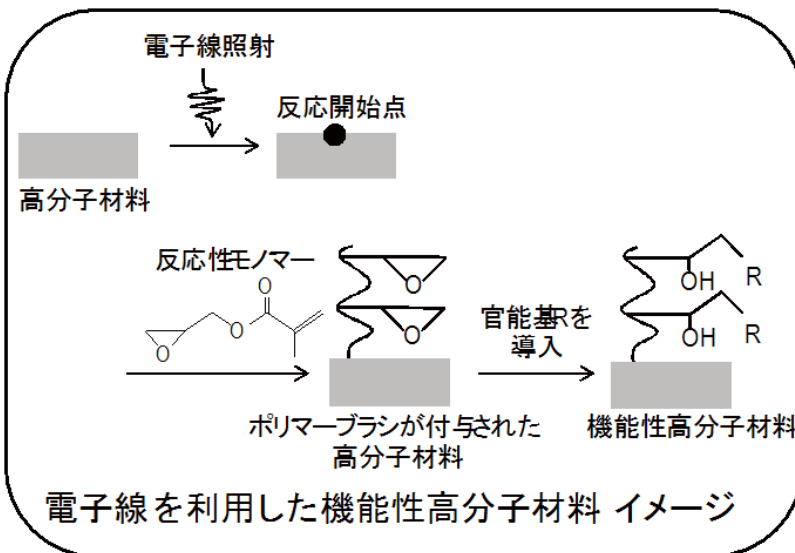 電子線照射
反応開始点
高分子材料
反応性モノマー
O
O
O
O
O
官能基Rを
導入
OH
R
OH
R
ポリマーブラシが付与された
高分子材料
機能性高分子材料
電子線を利用した機能性高分子材料 イメージ